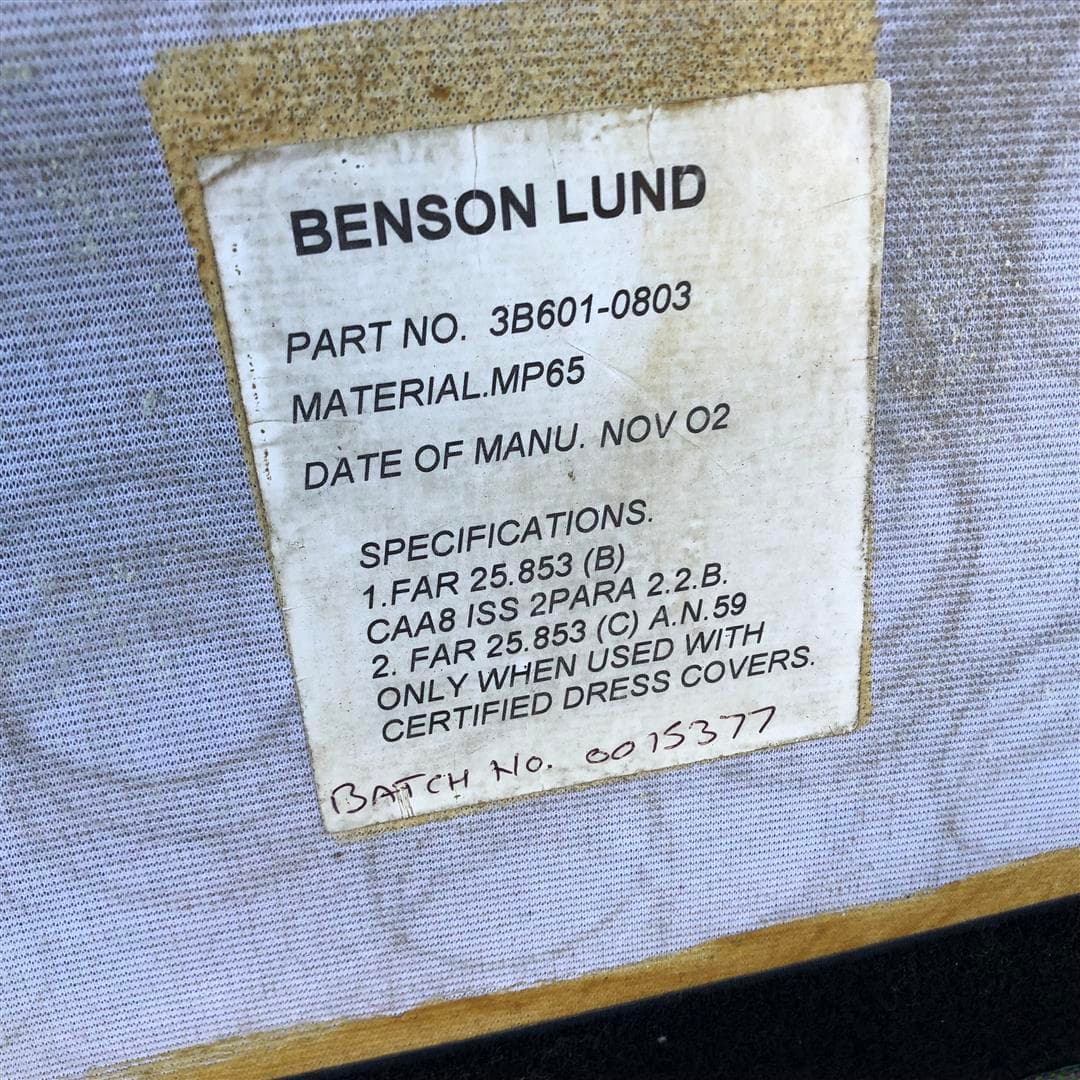 BENSON LUND
PART NO. 3B601-0803
MATERIAL.MP65
DATE OF MANU. NOV O2
SPECIFICATIONS.
1.FAR 25.853 (B)
CAA8 ISS 2PARA 2.2.B.
2. FAR 25.853 (C) A.N.59
ONLY WHEN USED WITH
CERTIFIED DRESS COVERS.
BATCH No. 0015377